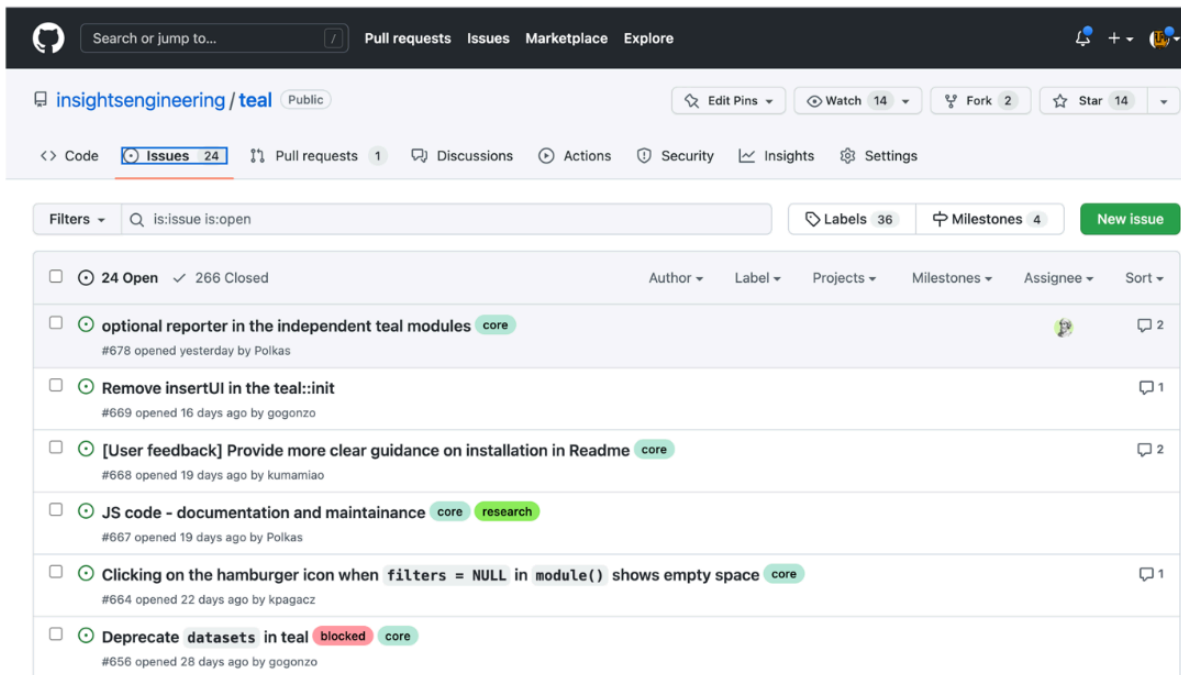 Search or jump to... / Pull requests Issues Marketplace Explore
insightsengineering / teal Public Edit Pins Watch 14 Fork 2 Star 14
<> Code Issues 24 Pull requests 1 Discussions Actions Security Insights Settings
Filters is:issue is:open Labels 36 Milestones 4 New issue
24 Open 266 Closed Author Label Projects Milestones Assignee Sort
optional reporter in the independent teal modules core 2
#678 opened yesterday by Polkas
Remove insertUI in the teal::init 1
#669 opened 16 days ago by gogonzo
[User feedback] Provide more clear guidance on installation in Readme core 2
#668 opened 19 days ago by kumamiao
JS code - documentation and maintainance core research
#667 opened 19 days ago by Polkas
Clicking on the hamburger icon when filters = NULL in module() shows empty space core 1
#664 opened 22 days ago by kpagacz
Deprecate datasets in teal blocked core
#656 opened 28 days ago by gogonzo